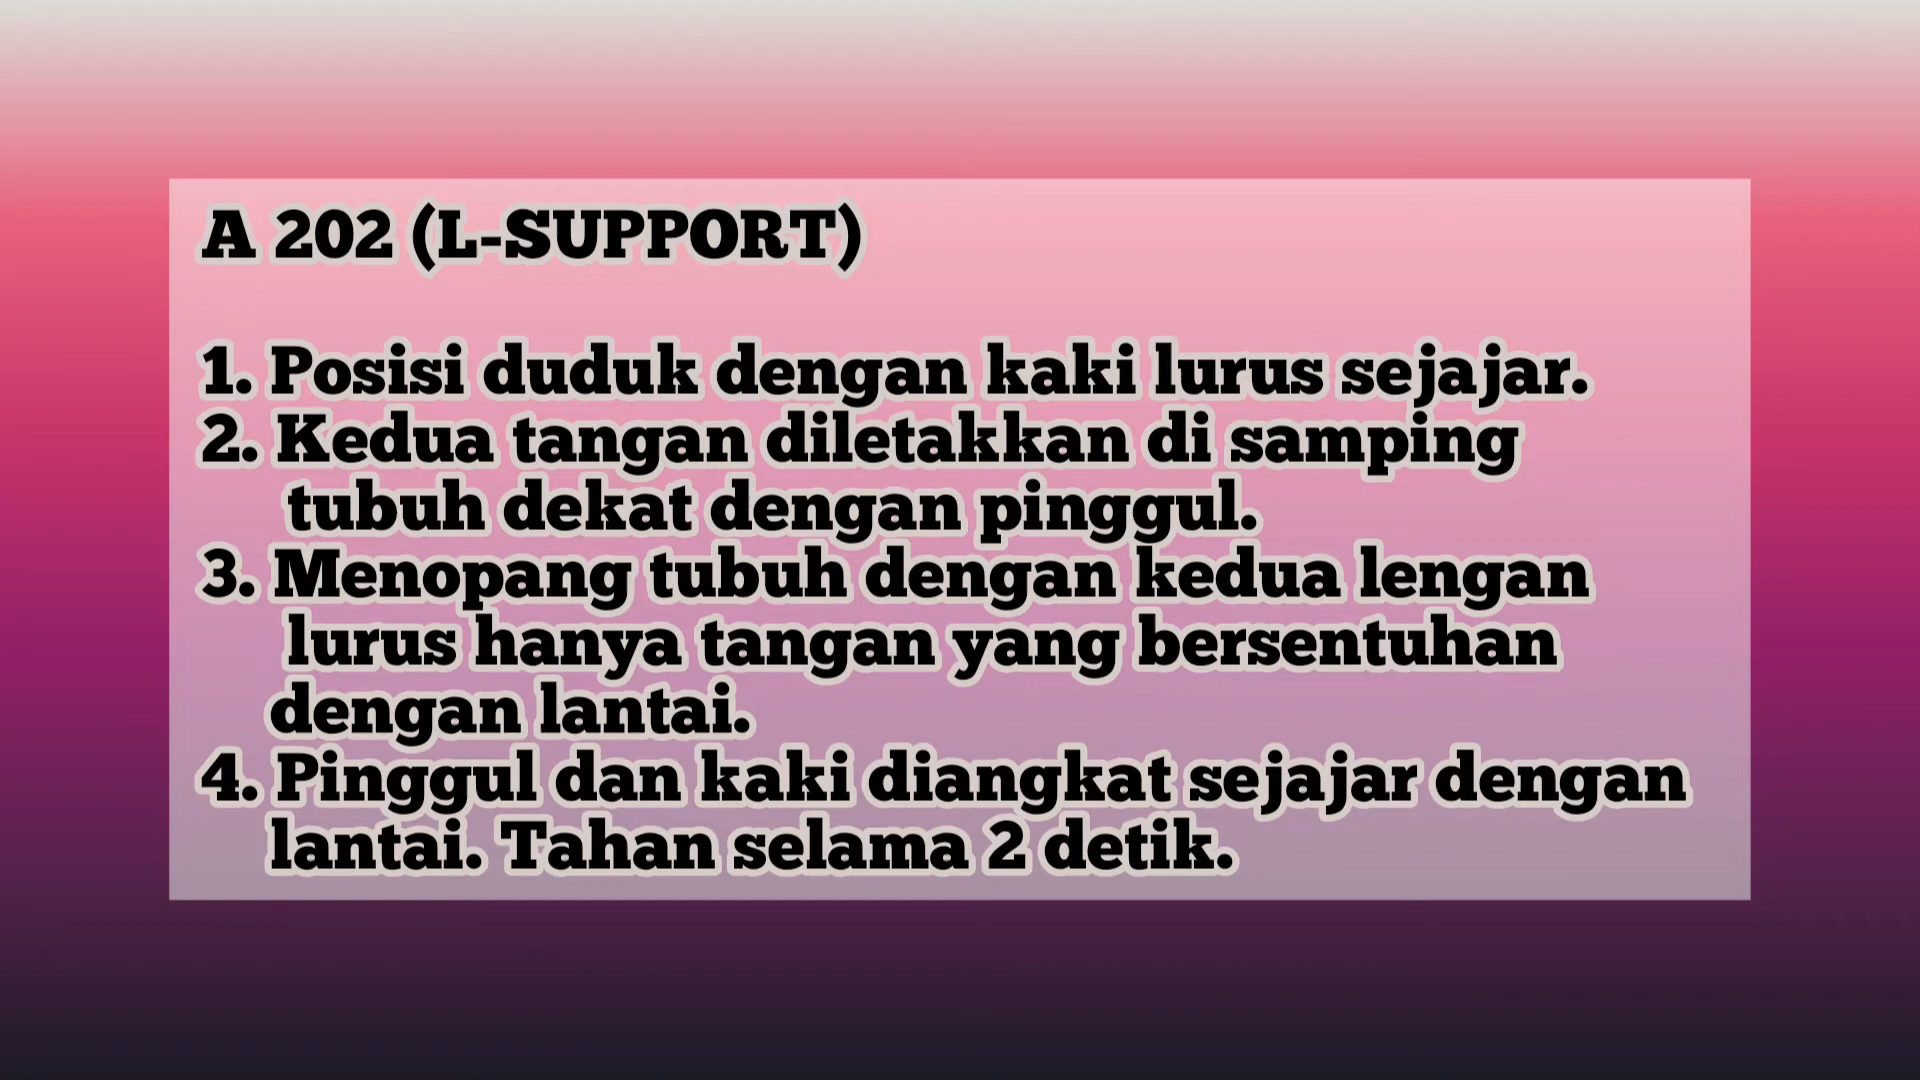 A 202 (L-SUPPORT)
1. Posisi duduk dengan kaki lurus sejajar.
2. Kedua tangan diletakkan di samping
tubuh dekat dengan pinggul.
3. Menopang tubuh dengan kedua lengan
lurus hanya tangan yang bersentuhan
dengan lantai.
4. Pinggul dan kaki diangkat sejajar dengan
lantai. Tahan selama 2 detik.